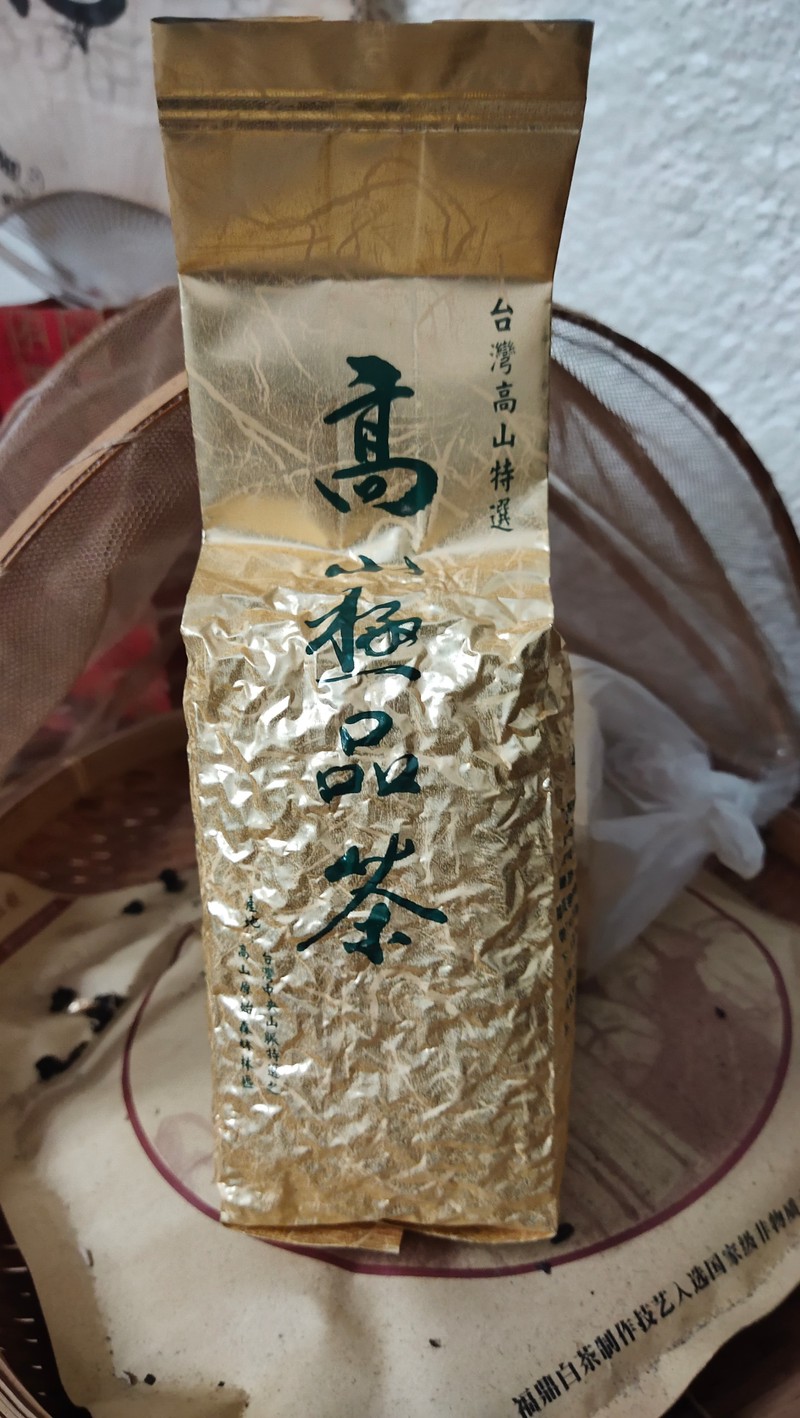 台灣高山特選
高山極品茶
產地
台灣中央山脈特選之
高山原始森林林地
福鼎白茶制作技艺入选国家级非物质